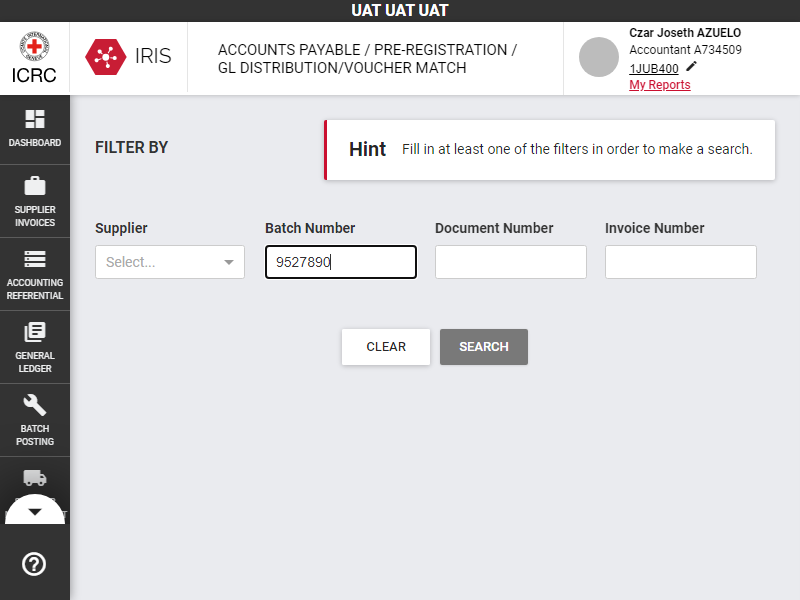 UAT UAT UAT
ICRC
IRIS
ACCOUNTS PAYABLE / PRE-REGISTRATION /
GL DISTRIBUTION/VOUCHER MATCH
Czar Joseth AZUELO
Accountant A734509
1JUB400
My Reports
DASHBOARD
SUPPLIER
INVOICES
ACCOUNTING
REFERENTIAL
GENERAL
LEDGER
BATCH
POSTING
FILTER BY
Hint Fill in at least one of the filters in order to make a search.
Supplier
Batch Number
Document Number
Invoice Number
Select...
9527890
CLEAR
SEARCH